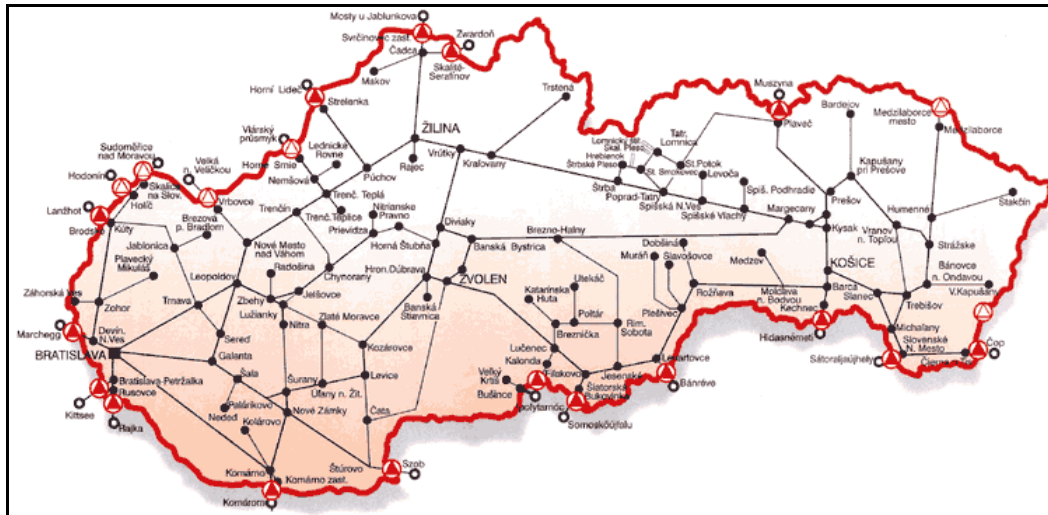 Mosty u Jablunkova
Svrčinovec zast.
Zwardoň
Čadca
Skalité-
Serafínov
Makov
Horní Lideč
Strelenka
Trstená
Muszyna
Plaveč
Bardejov
Medzilaborce
mesto
Medzilaborce
Vlárský
průsmyk
Horné Srnie
Lednické
Rovne
ŽILINA
Rajec
Vrútky
Kraľovany
Púchov
Nemšová
Lomnický štít
Skal. Pleso
Hrebienok
Štrbské Pleso
Tatr.
Lomnica
St. Smokovec
St.Potok
Štrba
Poprad-Tatry
Levoča
Spiš. Podhradie
Spišská N.Ves
Spišské Vlachy
Margecany
Kapušany
pri Prešove
Prešov
Kysak
Humenné
Stakčín
Vranov
n. Topľou
Strážske
Sudoměřice
nad Moravou
Hodonín
Skalica
na Slov.
Holíč
Velká
n. Veličkou
Vrbovce
Lanžhot
Brodské
Kúty
Brezová
p. Bradlom
Jablonica
Plavecký
Mikuláš
Trenč. Teplá
Trenčín
Trenč.Teplice
Nitrianske
Pravno
Prievidza
Horná Štubňa
Diviaky
Banská
Bystrica
Brezno-Halny
Nové Mesto
nad Váhom
Chynorany
Hron.Dúbrava
ZVOLEN
Banská
Štiavnica
Dobšiná
Muráň
Slavošovce
Medzev
Moldava
n. Bodvou
Rožňava
Plešivec
KOŠICE
Barca
Slanec
Kechnec
Hidasnémeti
Bánovce
n. Ondavou
Trebišov
V.Kapušany
Michaľany
Slovenské
N. Mesto
Čop
Sátoraljaújhely
Záhorská Ves
Zohor
Marchegg
Devín.
N.Ves
BRATISLAVA
Bratislava-Petržalka
Rusovce
Kittsee
Rajka
Leopoldov
Trnava
Radošina
Zbehy
Jelšovce
Lužianky
Nitra
Zlaté Moravce
Sereď
Galanta
Šaľa
Kozárovce
Levice
Šurany
Úľany n. Žit.
Palárikovo
Neded
Nové Zámky
Kolárovo
Čata
Štúrovo
Szob
Komárno
Komárno zast.
Komárom
Utekáč
Katarínska
Huta
Poltár
Breznička
Rim.
Sobota
Lučenec
Kalonda
Fiľakovo
Jesenské
Lenartovce
Bánréve
Veľký
Krtíš
Bušince
Šiatorská
Bukovinka
Somoskőújfalu